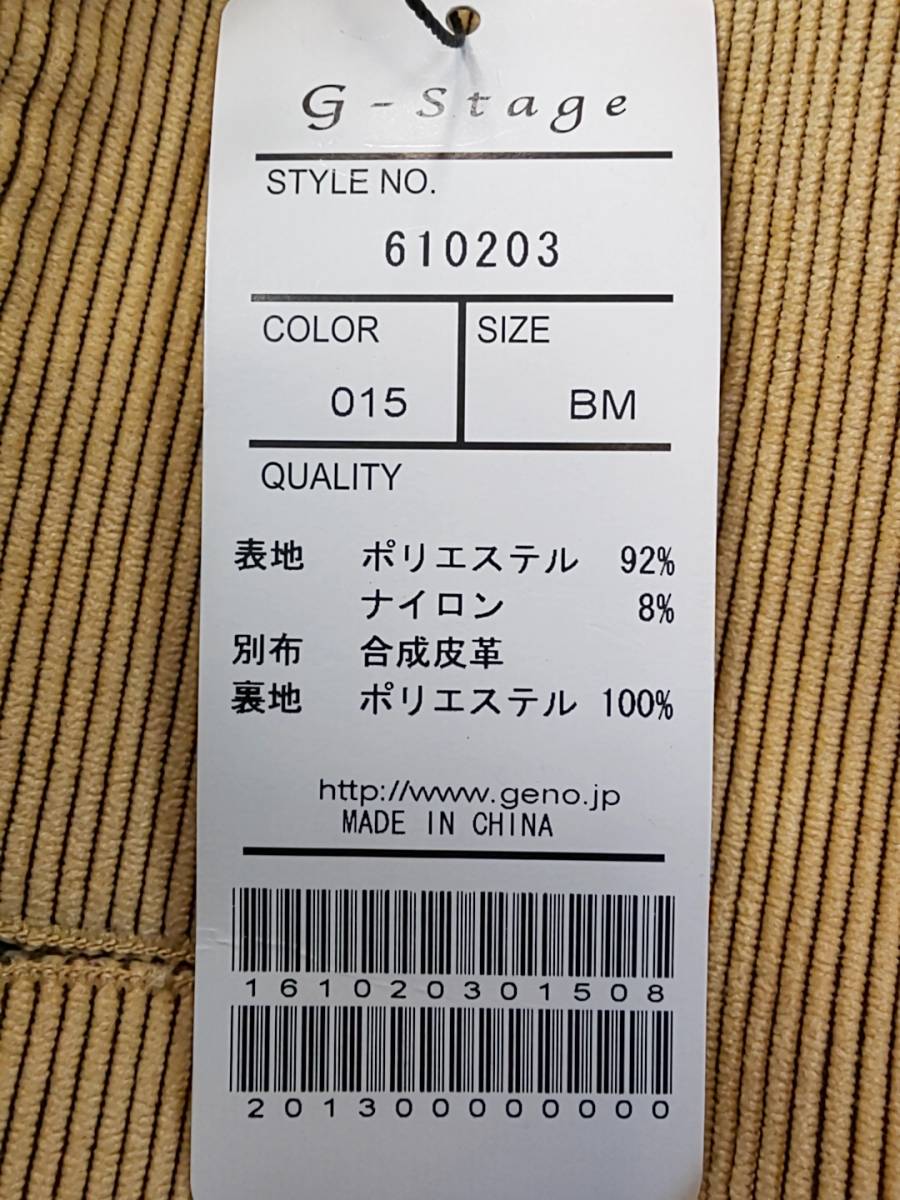 G-Stage
STYLE NO.
610203
COLOR SIZE
015 BM
QUALITY
表地 ポリエステル 92%
ナイロン 8%
別布 合成皮革
裏地 ポリエステル 100%
http://www.geno.jp
MADE IN CHINA
161020301508
201300000000